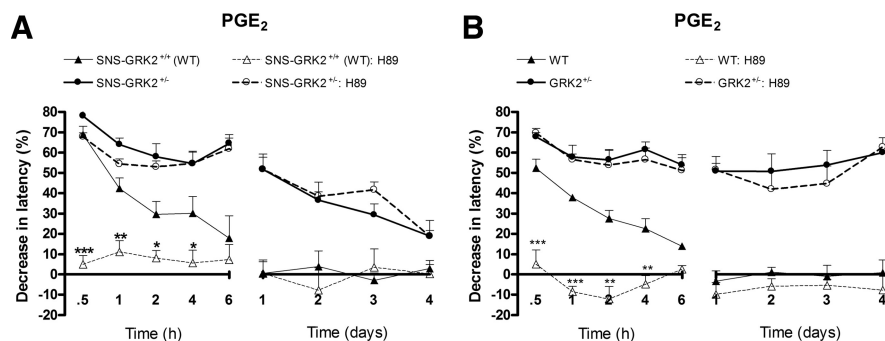 A
PGE2
SNS-GRK2+/+ (WT)
SNS-GRK2+/+ (WT): H89
SNS-GRK2+/-
SNS-GRK2+/-: H89
Decrease in latency (%)
80
70
60
50
40
30
20
10
0
-10
-20
***
**
*
*
.5 1 2 4 6
1 2 3 4
Time (h)
Time (days)
B
PGE2
WT
WT: H89
GRK2+/-
GRK2+/-: H89
Decrease in latency (%)
80
70
60
50
40
30
20
10
0
-10
-20
***
***
**
**
.5 1 2 4 6
1 2 3 4
Time (h)
Time (days)